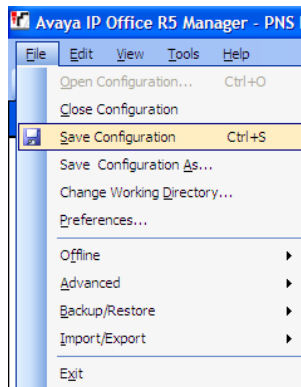 Avaya IP Office R5 Manager - PNS
File Edit View Tools Help
Open Configuration... Ctrl+O
Close Configuration
Save Configuration Ctrl+S
Save Configuration As...
Change Working Directory...
Preferences...
Offline
Advanced
Backup/Restore
Import/Export
Exit